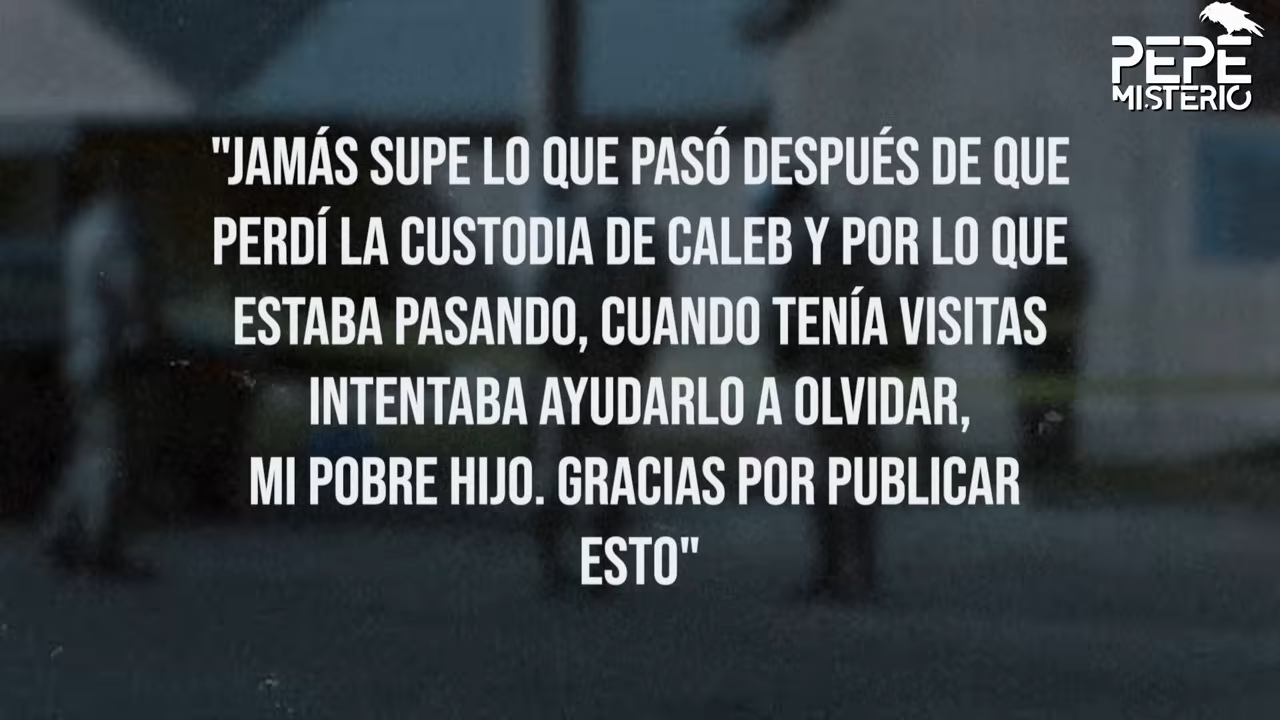 PEPE
MISTERIO
"JAMÁS SUPE LO QUE PASÓ DESPUÉS DE QUE
PERDÍ LA CUSTODIA DE CALEB Y POR LO QUE
ESTABA PASANDO, CUANDO TENÍA VISITAS
INTENTABA AYUDARLO A OLVIDAR,
MI POBRE HIJO. GRACIAS POR PUBLICAR
ESTO"